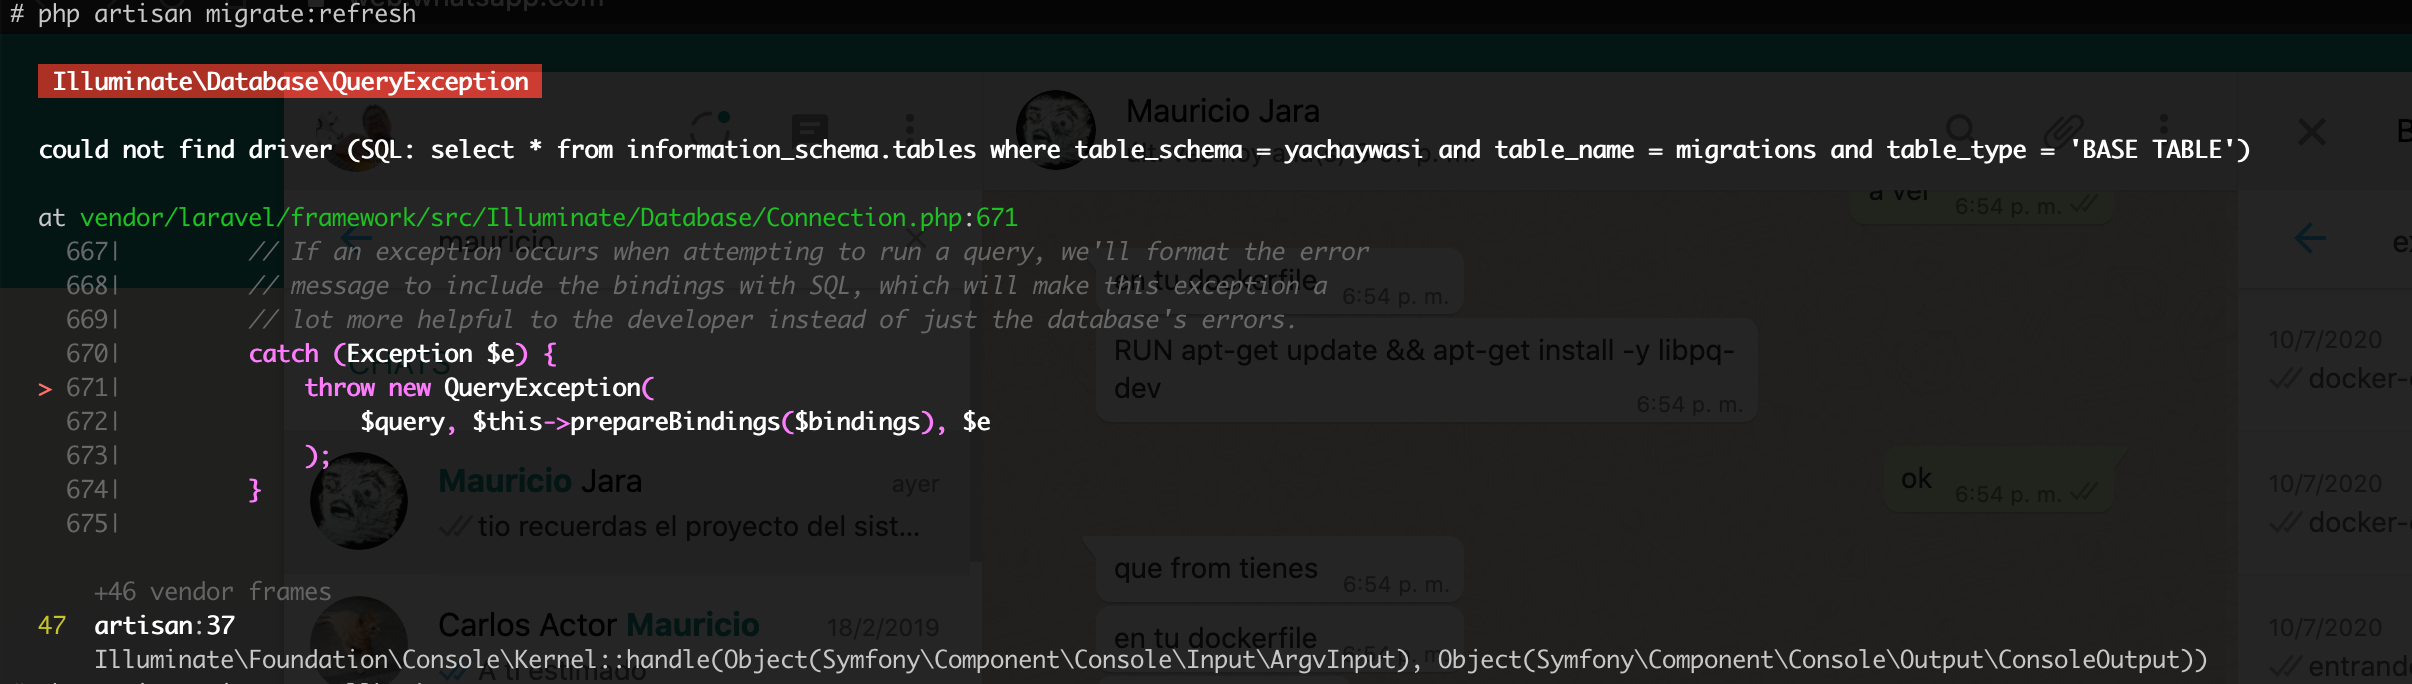 web.whatsapp.com
# php artisan migrate:refresh
Illuminate\Database\QueryException
could not find driver (SQL: select * from information_schema.tables where table_schema = yachaywasi and table_name = migrations and table_type = 'BASE TABLE')
at vendor/laravel/framework/src/Illuminate/Database/Connection.php:671
667| // If an exception occurs when attempting to run a query, we'll format the error
668| // message to include the bindings with SQL, which will make this exception a
669| // lot more helpful to the developer instead of just the database's errors.
670| catch (Exception $e) {
> 671| throw new QueryException(
672| $query, $this->prepareBindings($bindings), $e
673| );
674| }
675|
+46 vendor frames
47 artisan:37
Illuminate\Foundation\Console\Kernel::handle(Object(Symfony\Component\Console\Input\ArgvInput), Object(Symfony\Component\Console\Output\ConsoleOutput))
mauricio
CHATS
Mauricio Jara
ayer
tio recuerdas el proyecto del sist...
Carlos Actor Mauricio
18/2/2019
A ti estimado
Mauricio Jara
a ver
6:54 p. m.
en tu dockerfile
6:54 p. m.
RUN apt-get update && apt-get install -y libpq-
dev
6:54 p. m.
ok
6:54 p. m.
que from tienes
6:54 p. m.
en tu dockerfile
10/7/2020
docker-
10/7/2020
docker-
10/7/2020
entrand